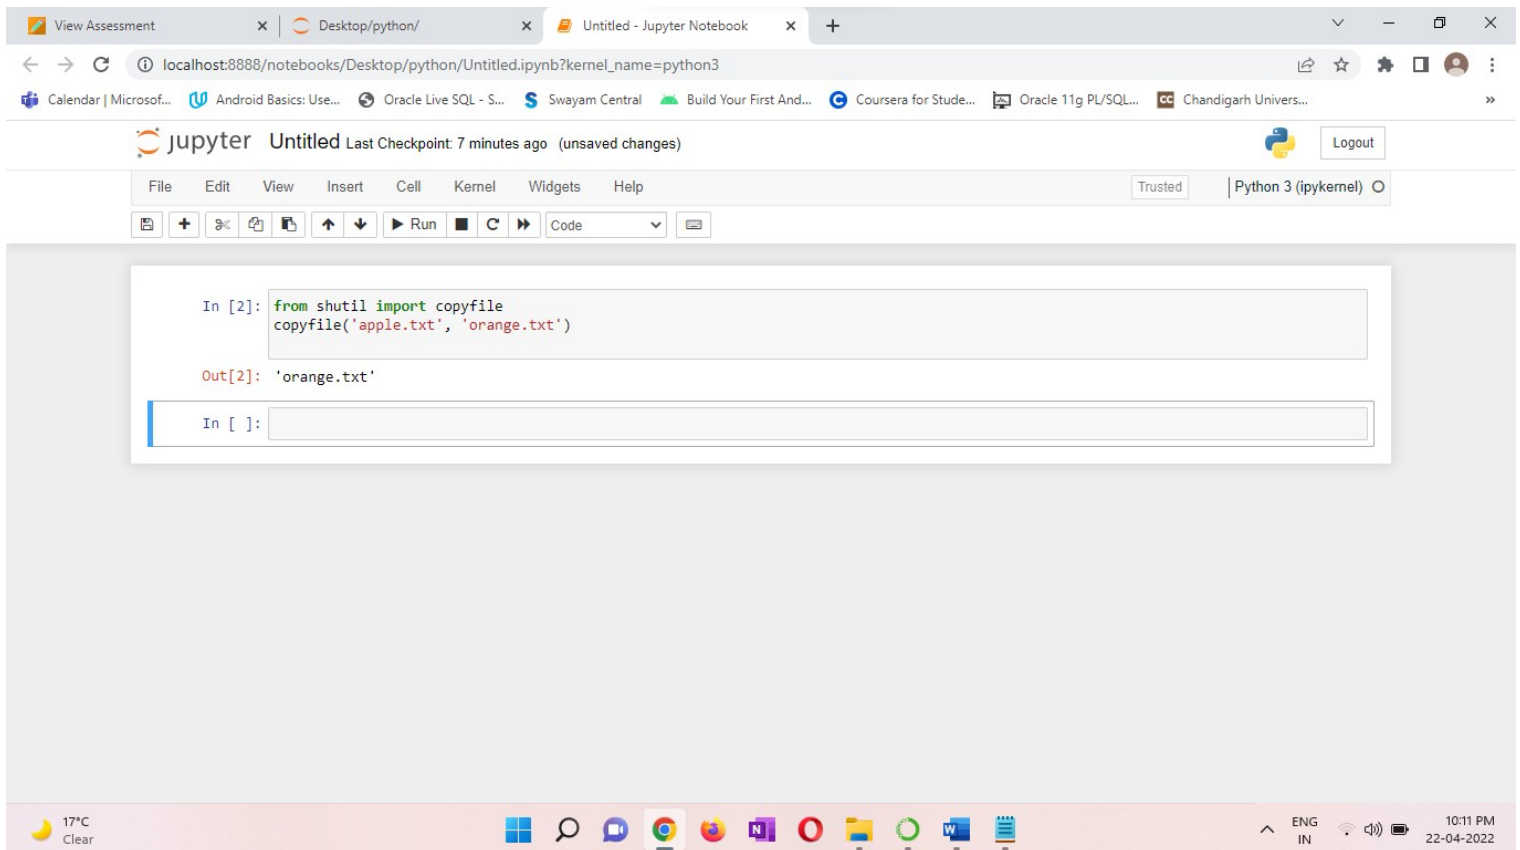 View Assessment
Desktop/python/
Untitled - Jupyter Notebook
localhost:8888/notebooks/Desktop/python/Untitled.ipynb?kernel_name=python3
Calendar | Microsof...
Android Basics: Use...
Oracle Live SQL - S...
Swayam Central
Build Your First And...
Coursera for Stude...
Oracle 11g PL/SQL...
CC Chandigarh Univers...
jupyter Untitled Last Checkpoint: 7 minutes ago (unsaved changes)
Logout
File Edit View Insert Cell Kernel Widgets Help
Trusted
Python 3 (ipykernel)
Run
Code
In [2]: from shutil import copyfile
copyfile('apple.txt', 'orange.txt')
Out[2]: 'orange.txt'
In [ ]:
17°C
Clear
ENG
IN
10:11 PM
22-04-2022